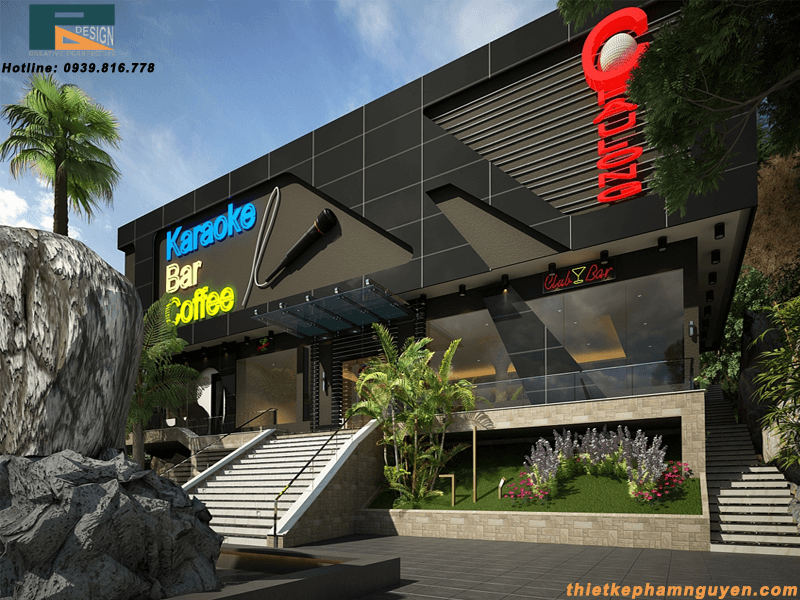 DESIGN
Hotline: 0939.816.778
Karaoke
Bar
Coffee
Club Bar
thietkephamnguyen.com